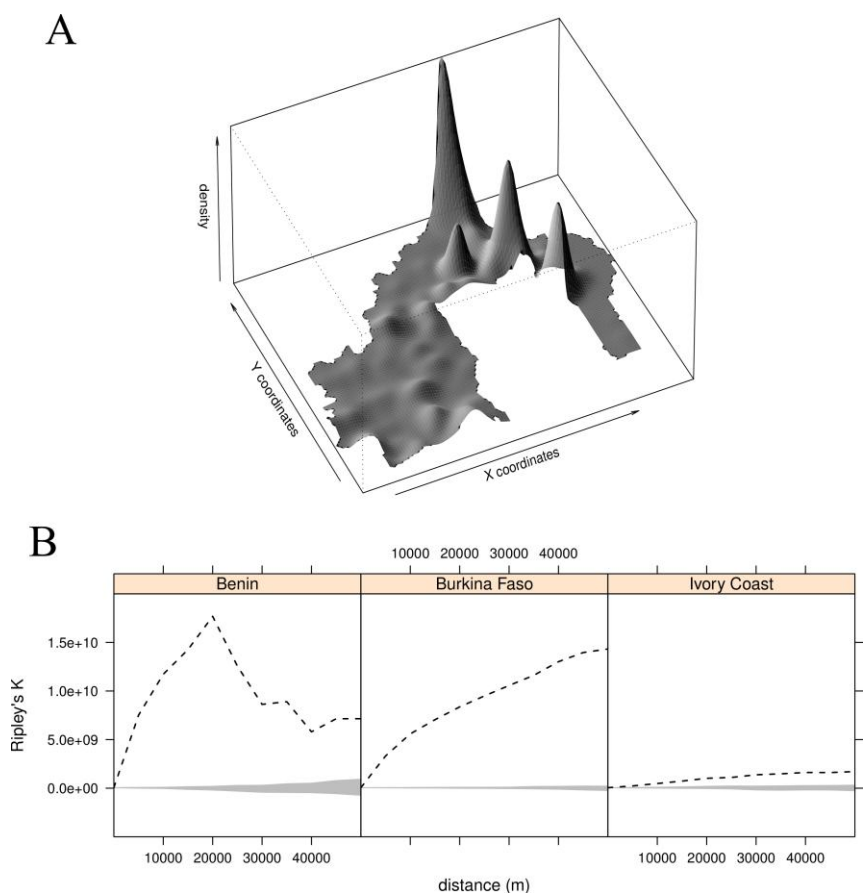 A
density
Y coordinates
X coordinates
B
10000 20000 30000 40000
Benin Burkina Faso Ivory Coast
Ripley's K
1.5e+10
1.0e+10
5.0e+09
0.0e+00
10000 20000 30000 40000 10000 20000 30000 40000
distance (m)